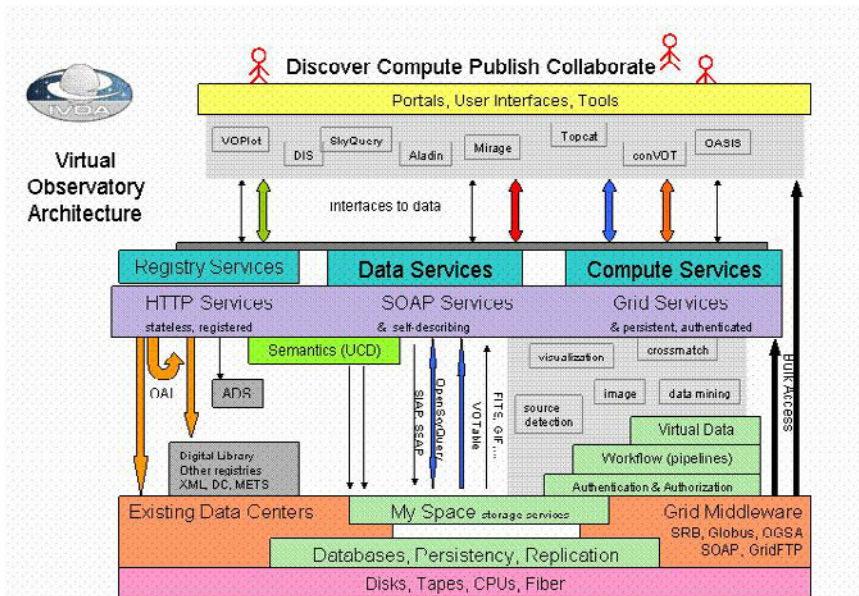 Discover Compute Publish Collaborate
IVOA
Portals, User Interfaces, Tools
VOPlot
DIS
SkyQuery
Aladin
Mirage
Topcat
conVOT
OASIS
Virtual
Observatory
Architecture
interfaces to data
Registry Services
Data Services
Compute Services
HTTP Services
SOAP Services
Grid Services
stateless, registered
& self-describing
& persistent, authenticated
Semantics (UCD)
visualization
crossmatch
OAI
ADS
image
data mining
source
detection
SIAP, SSAP
OpenSkyQuery
VOTable
FITS, GIF,...
Bulk Access
Virtual Data
Workflow (pipelines)
Authentication & Authorization
Digital Library
Other registries
XML, DC, METS
Existing Data Centers
My Space storage services
Grid Middleware
SRB, Globus, OGSA
SOAP, GridFTP
Databases, Persistency, Replication
Disks, Tapes, CPUs, Fiber